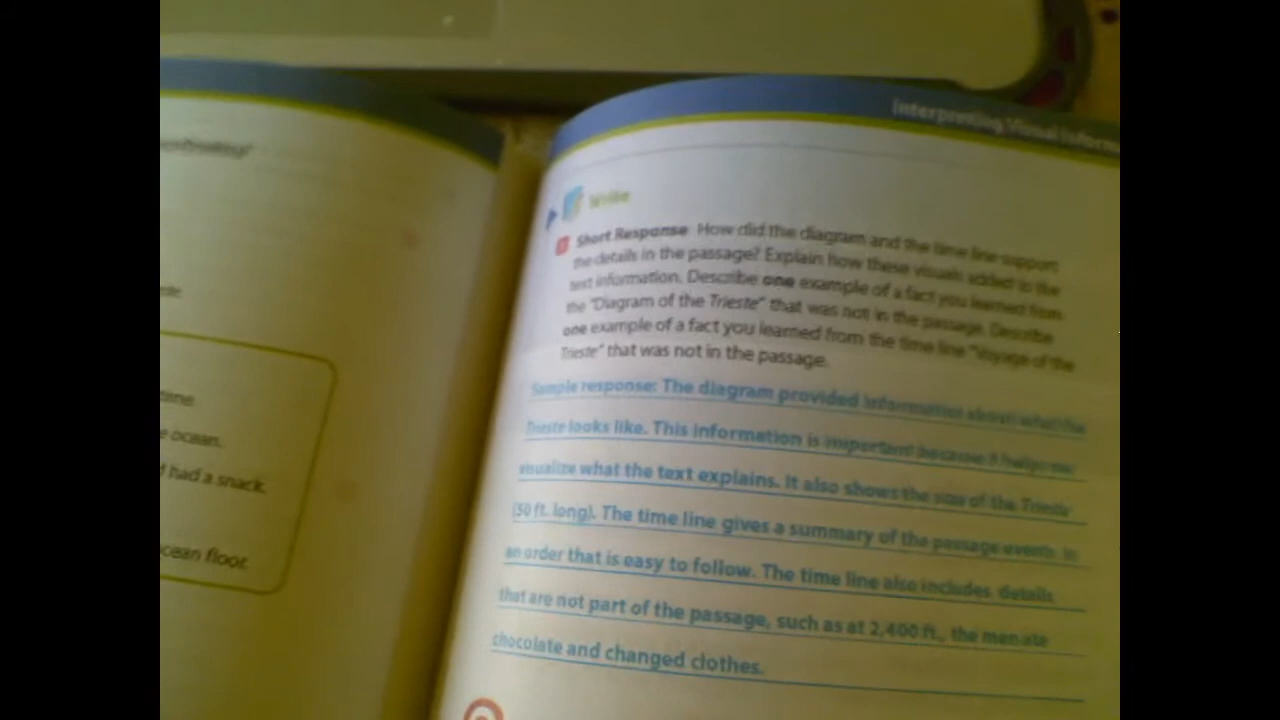 had a snack.
e ocean.
ocean floor.
Interpreting Visual
Write
Short Response How did the diagram and the time line support
the details in the passage? Explain how these visuals added to the
text information. Describe one example of a fact you learned from
the "Diagram of the Trieste" that was not in the passage. Describe
one example of a fact you learned from the time line "Voyage of the
Trieste" that was not in the passage.
Sample response: The diagram provided information about what the
Trieste looks like. This information is important because it helps me
visualize what the text explains. It also shows the size of the Trieste
(50 ft. long). The time line gives a summary of the passage events in
an order that is easy to follow. The time line also includes details
that are not part of the passage, such as at 2,400 ft., the men ate
chocolate and changed clothes.